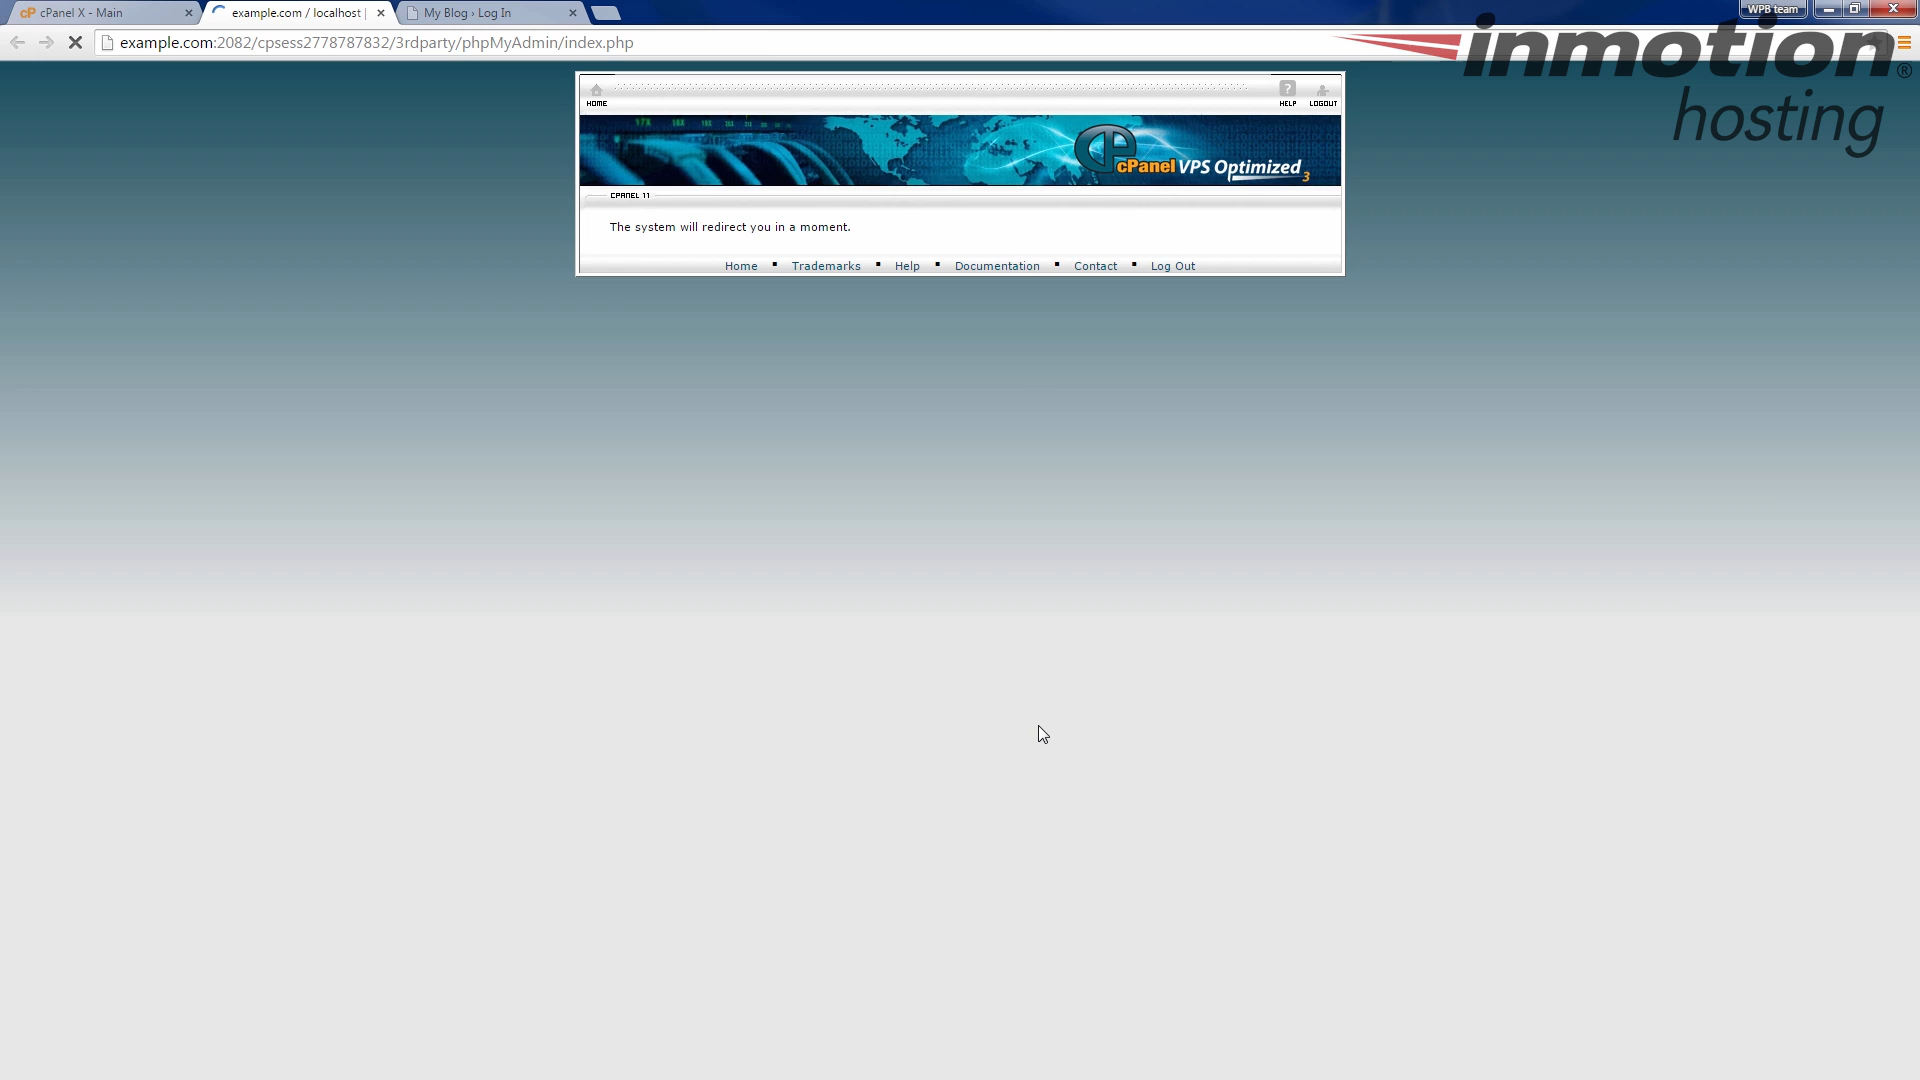 cP cPanel X - Main
example.com / localhost |
My Blog › Log In
WPB team
example.com:2082/cpsess2778787832/3rdparty/phpMyAdmin/index.php
inmotion®
hosting
HOME
HELP
LOGOUT
cPanel VPS Optimized 3
CPANEL 11
The system will redirect you in a moment.
Home ▪ Trademarks ▪ Help ▪ Documentation ▪ Contact ▪ Log Out